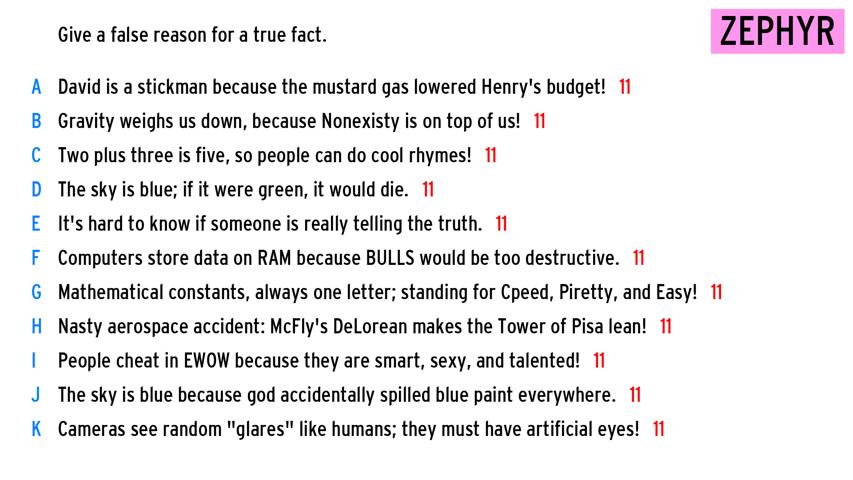 Give a false reason for a true fact.
ZEPHYR
A David is a stickman because the mustard gas lowered Henry's budget! 11
B Gravity weighs us down, because Nonexisty is on top of us! 11
C Two plus three is five, so people can do cool rhymes! 11
D The sky is blue; if it were green, it would die. 11
E It's hard to know if someone is really telling the truth. 11
F Computers store data on RAM because BULLS would be too destructive. 11
G Mathematical constants, always one letter; standing for Cpeed, Piretty, and Easy! 11
H Nasty aerospace accident: McFly's DeLorean makes the Tower of Pisa lean! 11
I People cheat in EWOW because they are smart, sexy, and talented! 11
J The sky is blue because god accidentally spilled blue paint everywhere. 11
K Cameras see random "glares" like humans; they must have artificial eyes! 11